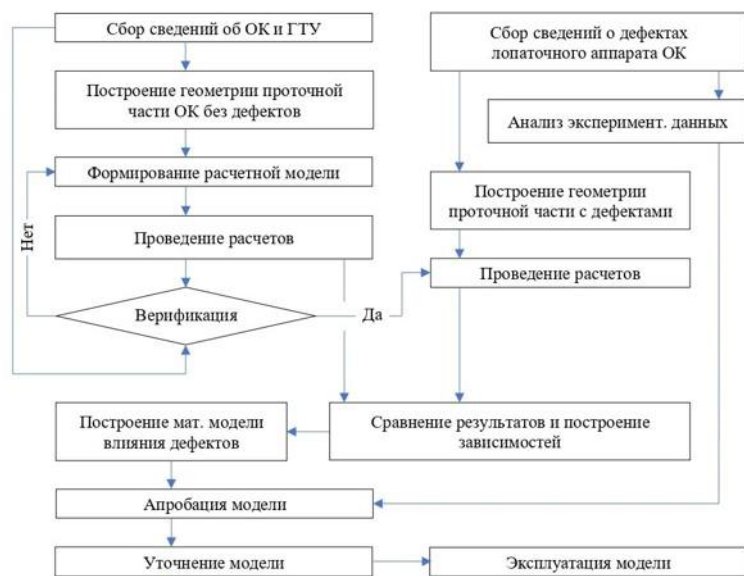 Сбор сведений об ОК и ГТУ
Построение геометрии проточной
части ОК без дефектов
Формирование расчетной модели
Проведение расчетов
Нет
Верификация
Да
Сбор сведений о дефектах
лопаточного аппарата ОК
Анализ эксперимент. данных
Построение геометрии
проточной части с дефектами
Проведение расчетов
Построение мат. модели
влияния дефектов
Сравнение результатов и построение
зависимостей
Апробация модели
Уточнение модели
Эксплуатация модели